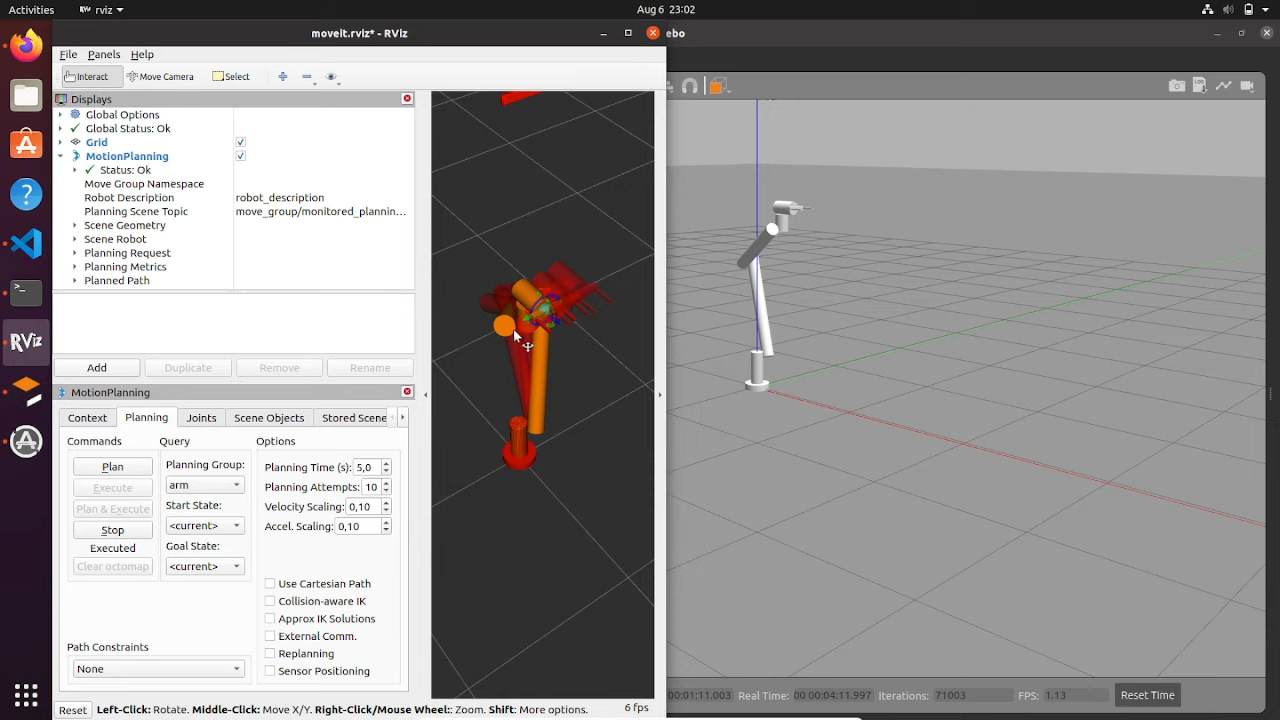 Activities
rviz
Aug 6 23:02
moveit.rviz* - RViz
ebo
File
Panels
Help
Interact
Move Camera
Select
Displays
Global Options
Global Status: Ok
Grid
MotionPlanning
Status: Ok
Move Group Namespace
Robot Description robot_description
Planning Scene Topic move_group/monitored_plannin...
Scene Geometry
Scene Robot
Planning Request
Planning Metrics
Planned Path
Add
Duplicate
Remove
Rename
MotionPlanning
Context
Planning
Joints
Scene Objects
Stored Scene
Commands
Plan
Execute
Plan & Execute
Stop
Executed
Clear octomap
Query
Planning Group:
arm
Start State:
<current>
Goal State:
<current>
Options
Planning Time (s): 5,0
Planning Attempts: 10
Velocity Scaling: 0,10
Accel. Scaling: 0,10
Use Cartesian Path
Collision-aware IK
Approx IK Solutions
External Comm.
Replanning
Sensor Positioning
Path Constraints
None
Reset
Left-Click: Rotate. Middle-Click: Move X/Y. Right-Click/Mouse Wheel:: Zoom. Shift: More options.
6 fps
RViz
LOG
00:01:11.003 Real Time: 00 00:04:11.997 Iterations: 71003 FPS: 1.13
Reset Time